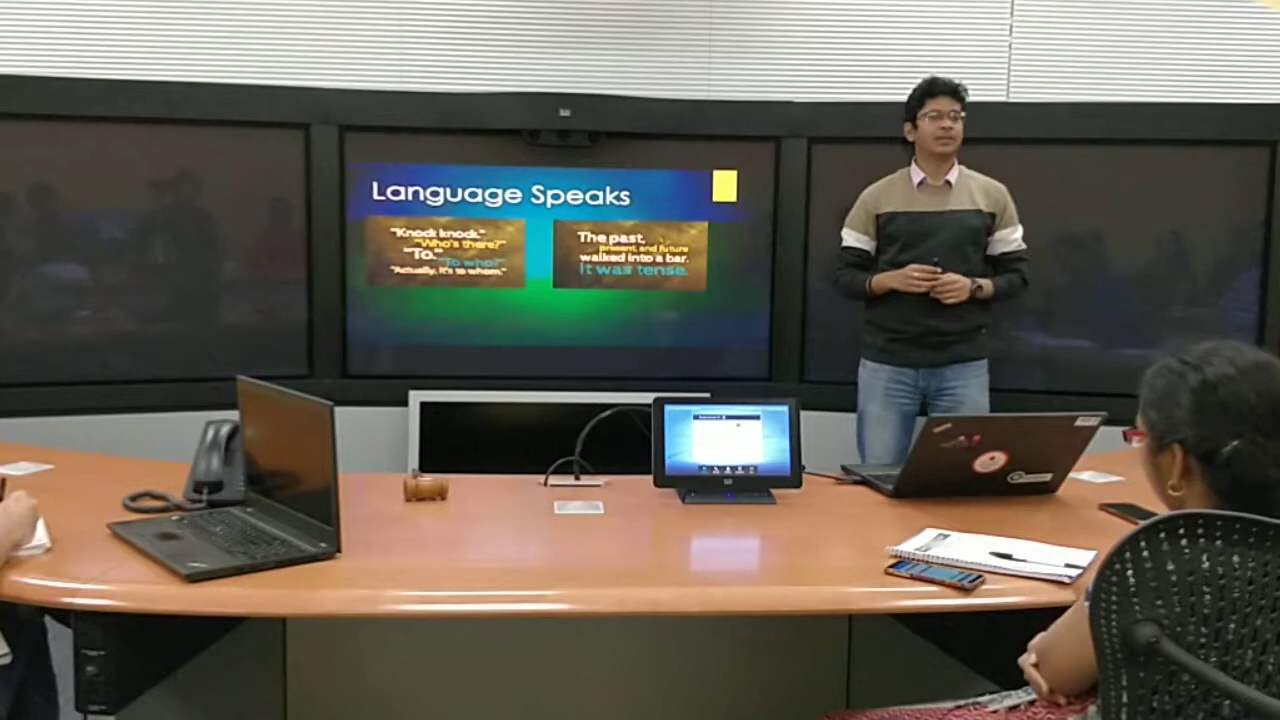 Language Speaks
"Knock knock."
"Who's there?"
"To."
"To who?"
"Actually, it's to whom."
The past,
present, and future
walked into a bar.
It was tense.